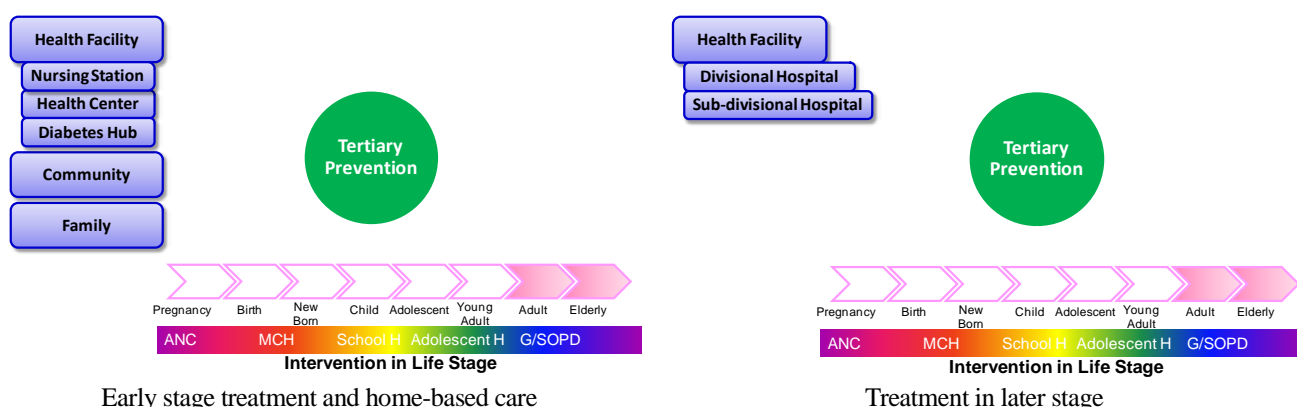 Health Facility
Nursing Station
Health Center
Diabetes Hub
Community
Family
Tertiary
Prevention
Pregnancy Birth New Born Child Adolescent Young Adult Adult Elderly
ANC MCH School H Adolescent H G/SOPD
Intervention in Life Stage
Early stage treatment and home-based care
Health Facility
Divisional Hospital
Sub-divisional Hospital
Tertiary
Prevention
Pregnancy Birth New Born Child Adolescent Young Adult Adult Elderly
ANC MCH School H Adolescent H G/SOPD
Intervention in Life Stage
Treatment in later stage